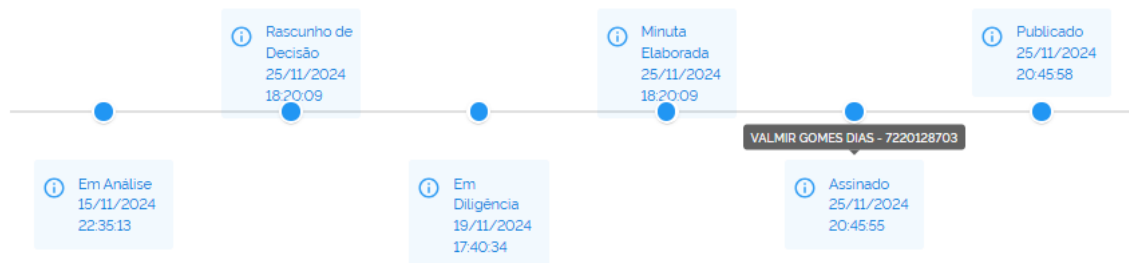 Rascunho de
Decisão
25/11/2024
18:20:09
Minuta
Elaborada
25/11/2024
18:20:09
Publicado
25/11/2024
20:45:58
VALMIR GOMES DIAS - 7220128703
Em Análise
15/11/2024
22:35:13
Em
Diligência
19/11/2024
17:40:34
Assinado
25/11/2024
20:45:55